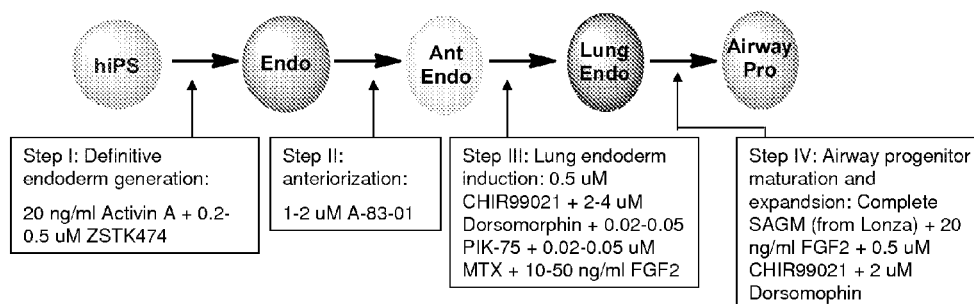 hiPS
Endo
Ant
Endo
Lung
Endo
Airway
Pro
Step I: Definitive
endoderm generation:
20 ng/ml Activin A + 0.2-
0.5 uM ZSTK474
Step II:
anteriorization:
1-2 uM A-83-01
Step III: Lung endoderm
induction: 0.5 uM
CHIR99021 + 2-4 uM
Dorsomorphin + 0.02-0.05
PIK-75 + 0.02-0.05 uM
MTX + 10-50 ng/ml FGF2
Step IV: Airway progenitor
maturation and
expandsion: Complete
SAGM (from Lonza) + 20
ng/ml FGF2 + 0.5 uM
CHIR99021 + 2 uM
Dorsomophin